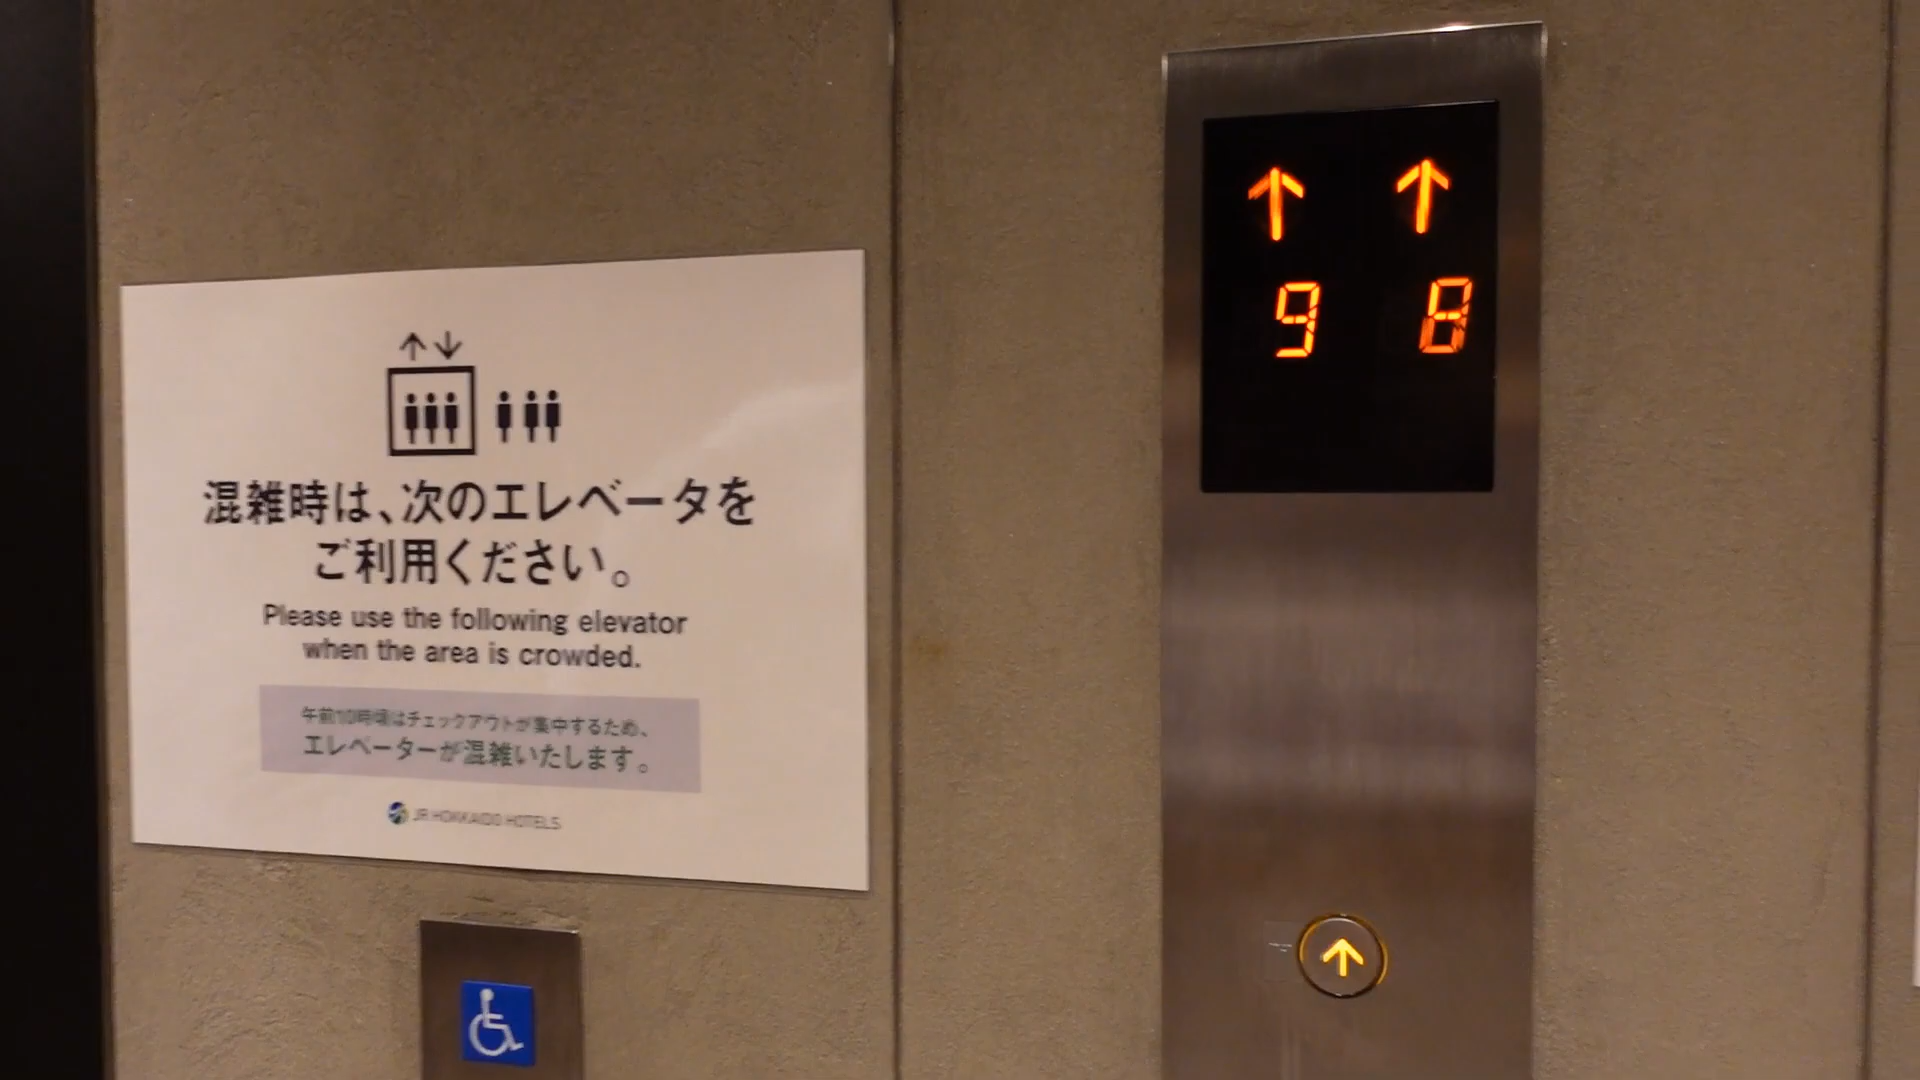 混雑時は、次のエレベータを
ご利用ください。
Please use the following elevator
when the area is crowded.
午前10時頃はチェックアウトが集中するため、
エレベーターが混雑いたします。
JR HOKKAIDO HOTELS
9 8